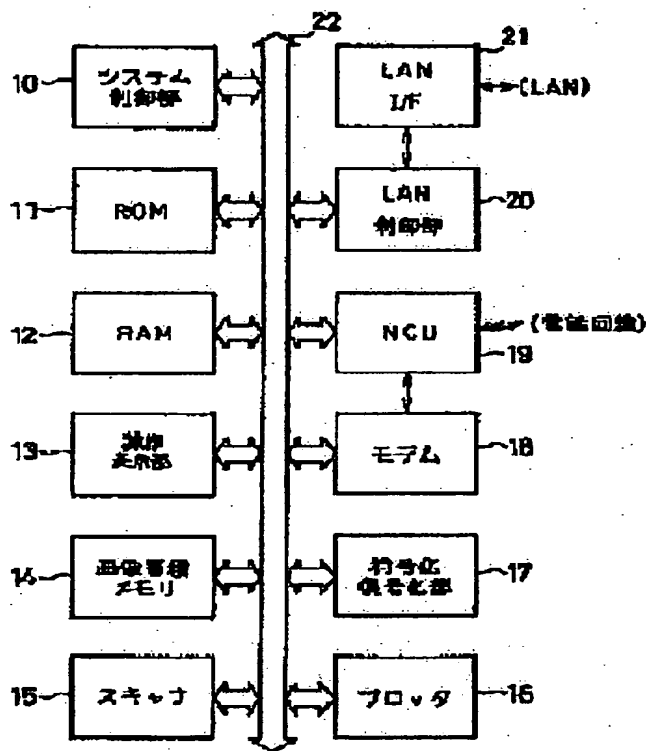 22
10
システム
制御部
21
LAN
I/F
(LAN)
11
ROM
LAN
制御部
20
12
RAM
NCU
(電話回線)
19
13
操作
表示部
モデム
18
14
画像蓄積
メモリ
符号化
復号化部
17
15
スキャナ
プロッタ
16